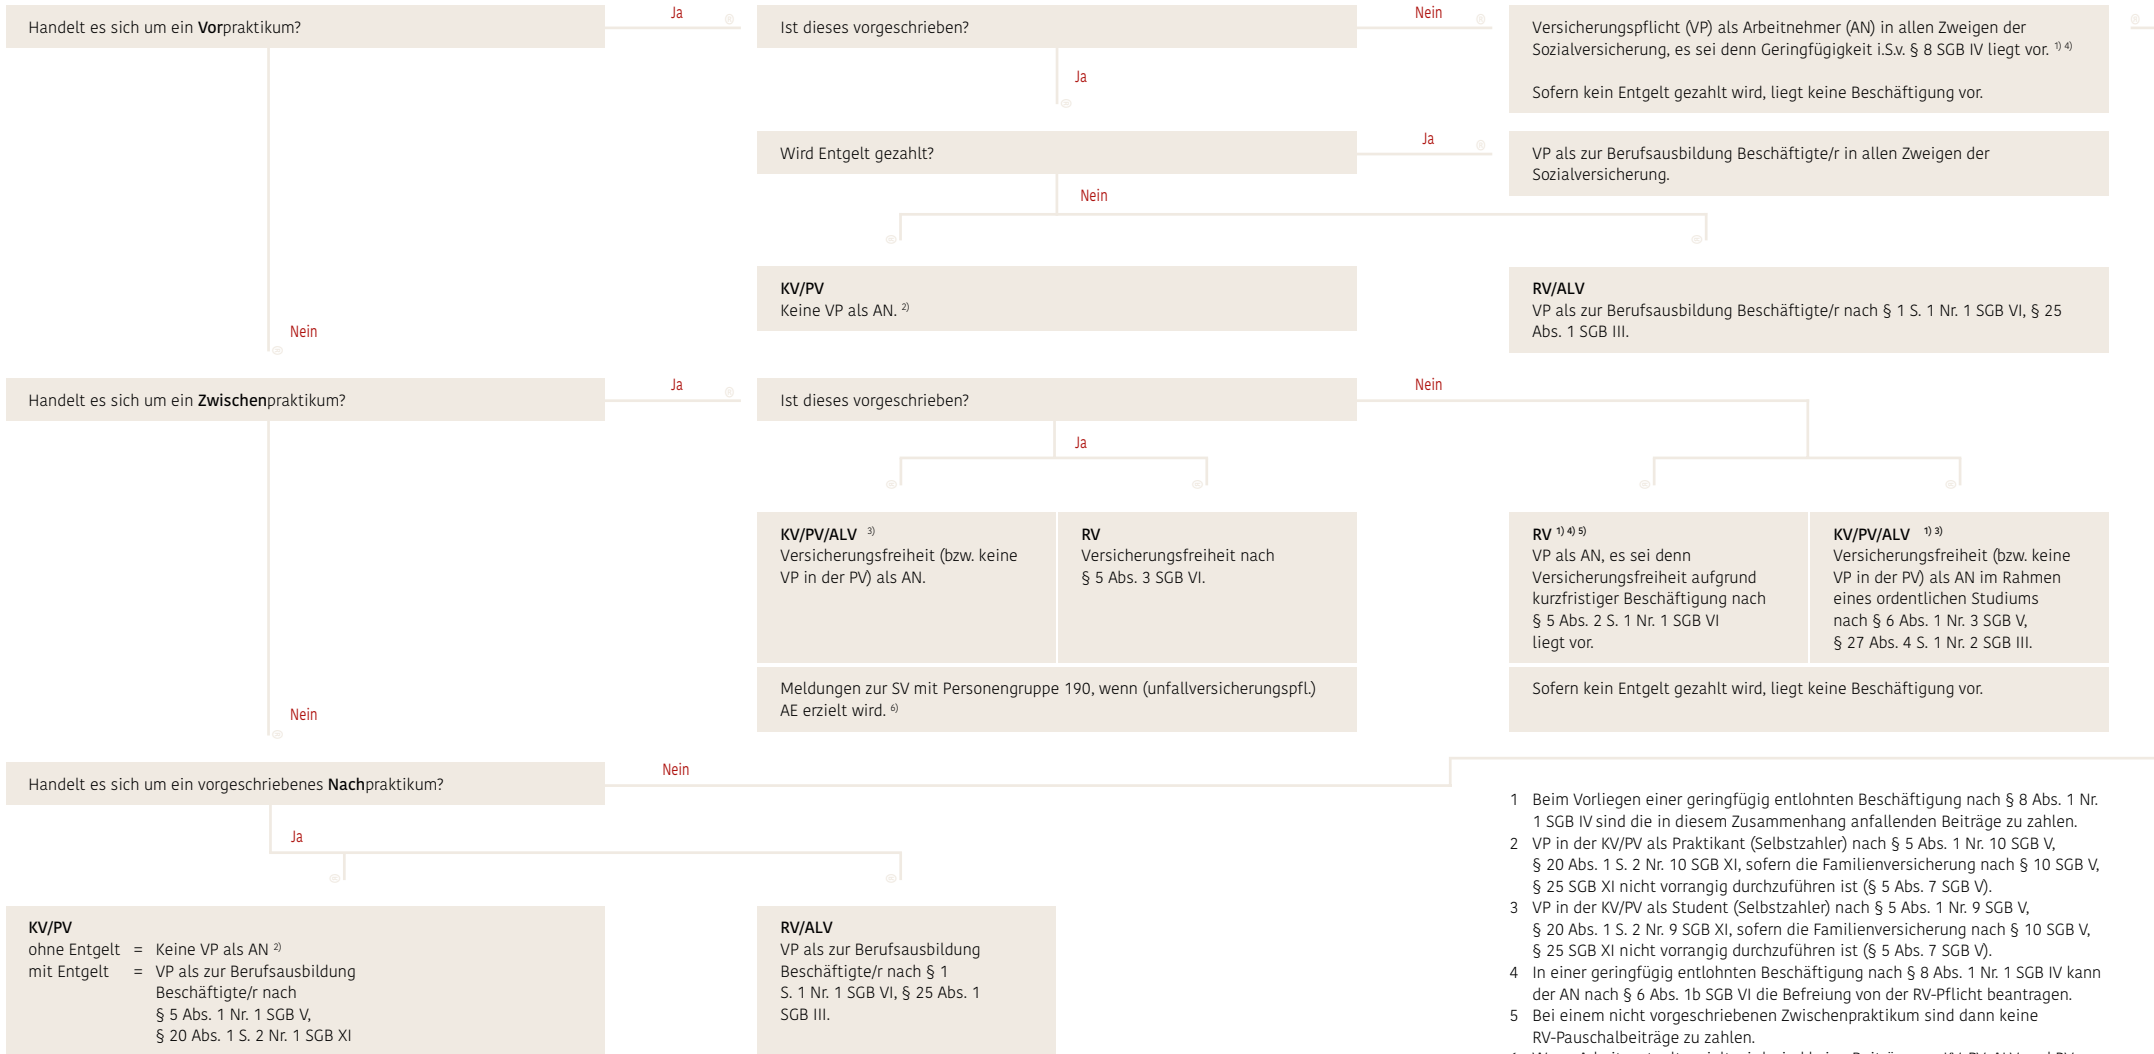 Handelt es sich um ein Vorpraktikum?
Ja
Ist dieses vorgeschrieben?
Nein
Versicherungspflicht (VP) als Arbeitnehmer (AN) in allen Zweigen der
Sozialversicherung, es sei denn Geringfügigkeit i.S.v. § 8 SGB IV liegt vor. 1) 4)
Sofern kein Entgelt gezahlt wird, liegt keine Beschäftigung vor.
Ja
Wird Entgelt gezahlt?
Ja
VP als zur Berufsausbildung Beschäftigte/r in allen Zweigen der
Sozialversicherung.
Nein
KV/PV
Keine VP als AN. 2)
RV/ALV
VP als zur Berufsausbildung Beschäftigte/r nach § 1 S. 1 Nr. 1 SGB VI, § 25
Abs. 1 SGB III.
Nein
Handelt es sich um ein Zwischenpraktikum?
Ja
Ist dieses vorgeschrieben?
Nein
Ja
KV/PV/ALV 3)
Versicherungsfreiheit (bzw. keine
VP in der PV) als AN.
RV
Versicherungsfreiheit nach
§ 5 Abs. 3 SGB VI.
Meldungen zur SV mit Personengruppe 190, wenn (unfallversicherungspfl.)
AE erzielt wird. 6)
RV 1) 4) 5)
VP als AN, es sei denn
Versicherungsfreiheit aufgrund
kurzfristiger Beschäftigung nach
§ 5 Abs. 2 S. 1 Nr. 1 SGB VI
liegt vor.
KV/PV/ALV 1) 3)
Versicherungsfreiheit (bzw. keine
VP in der PV) als AN im Rahmen
eines ordentlichen Studiums
nach § 6 Abs. 1 Nr. 3 SGB V,
§ 27 Abs. 4 S. 1 Nr. 2 SGB III.
Sofern kein Entgelt gezahlt wird, liegt keine Beschäftigung vor.
Nein
Handelt es sich um ein vorgeschriebenes Nachpraktikum?
Nein
Ja
KV/PV
ohne Entgelt = Keine VP als AN 2)
mit Entgelt = VP als zur Berufsausbildung
Beschäftigte/r nach
§ 5 Abs. 1 Nr. 1 SGB V,
§ 20 Abs. 1 S. 2 Nr. 1 SGB XI
RV/ALV
VP als zur Berufsausbildung
Beschäftigte/r nach § 1
S. 1 Nr. 1 SGB VI, § 25 Abs. 1
SGB III.
1 Beim Vorliegen einer geringfügig entlohnten Beschäftigung nach § 8 Abs. 1 Nr.
1 SGB IV sind die in diesem Zusammenhang anfallenden Beiträge zu zahlen.
2 VP in der KV/PV als Praktikant (Selbstzahler) nach § 5 Abs. 1 Nr. 10 SGB V,
§ 20 Abs. 1 S. 2 Nr. 10 SGB XI, sofern die Familienversicherung nach § 10 SGB V,
§ 25 SGB XI nicht vorrangig durchzuführen ist (§ 5 Abs. 7 SGB V).
3 VP in der KV/PV als Student (Selbstzahler) nach § 5 Abs. 1 Nr. 9 SGB V,
§ 20 Abs. 1 S. 2 Nr. 9 SGB XI, sofern die Familienversicherung nach § 10 SGB V,
§ 25 SGB XI nicht vorrangig durchzuführen ist (§ 5 Abs. 7 SGB V).
4 In einer geringfügig entlohnten Beschäftigung nach § 8 Abs. 1 Nr. 1 SGB IV kann
der AN nach § 6 Abs. 1b SGB VI die Befreiung von der RV-Pflicht beantragen.
5 Bei einem nicht vorgeschriebenen Zwischenpraktikum sind dann keine
RV-Pauschalbeiträge zu zahlen.